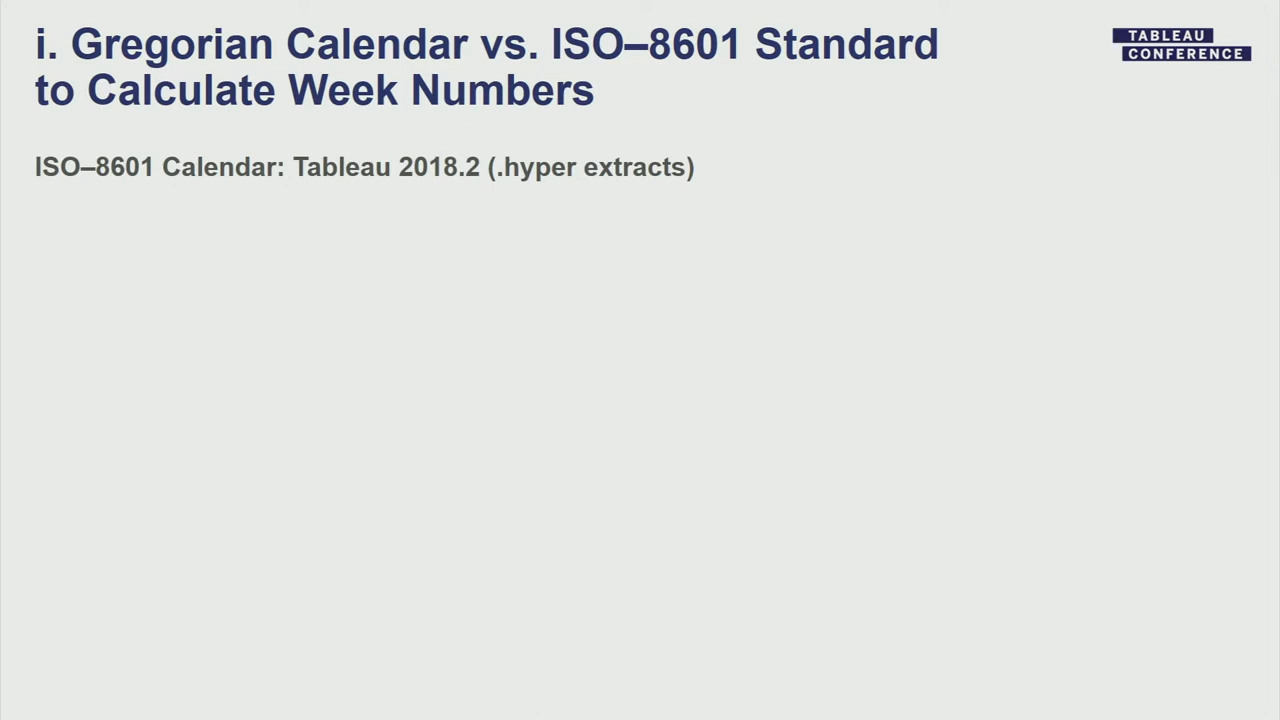 i. Gregorian Calendar vs. ISO–8601 Standard
to Calculate Week Numbers
TABLEAU
CONFERENCE
ISO–8601 Calendar: Tableau 2018.2 (.hyper extracts)